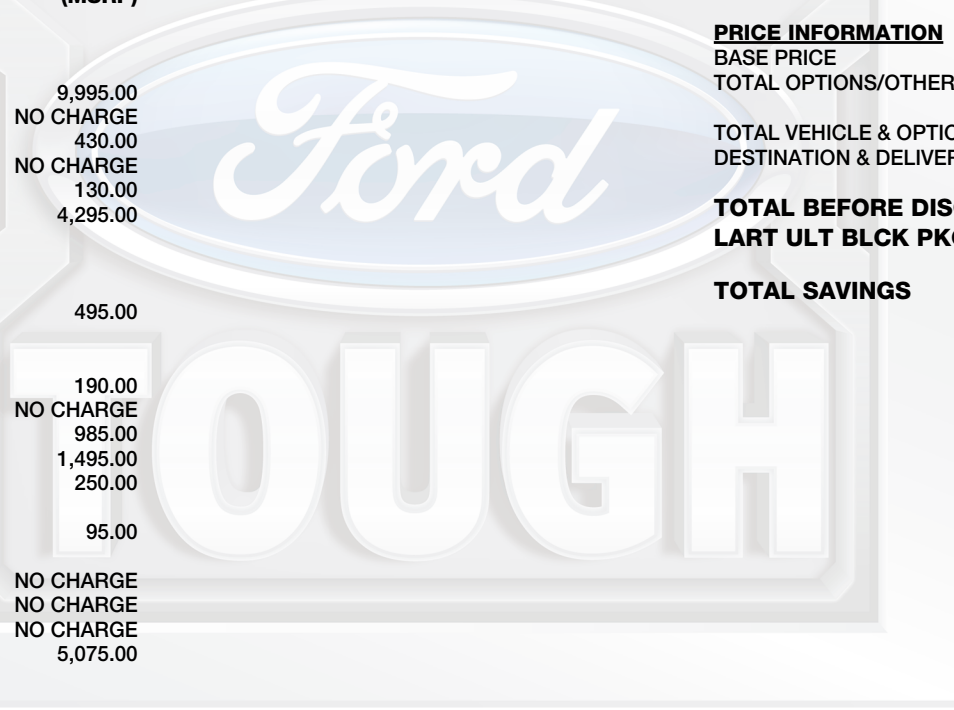 (MSRP)
9,995.00
NO CHARGE
430.00
NO CHARGE
130.00
4,295.00
495.00
190.00
NO CHARGE
985.00
1,495.00
250.00
95.00
NO CHARGE
NO CHARGE
NO CHARGE
5,075.00
PRICE INFORMATION
BASE PRICE
TOTAL OPTIONS/OTHER
TOTAL VEHICLE & OPTIO
DESTINATION & DELIVER
TOTAL BEFORE DIS
LART ULT BLCK PK
TOTAL SAVINGS
Ford
TOUGH